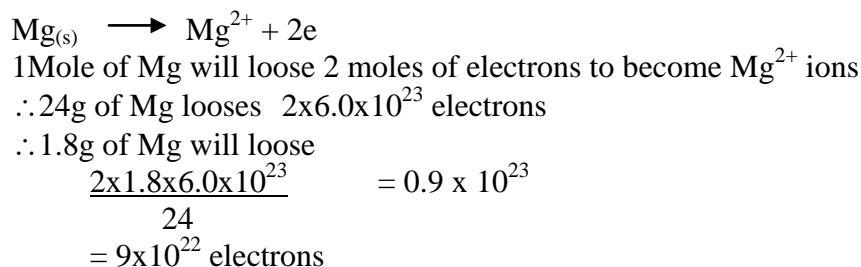 Mg(s) ⟶ Mg²⁺ + 2e
1Mole of Mg will loose 2 moles of electrons to become Mg²⁺ ions
∴24g of Mg looses 2x6.0x10²³ electrons
∴1.8g of Mg will loose
2x1.8x6.0x10²³ = 0.9 x 10²³
24
= 9x10²² electrons